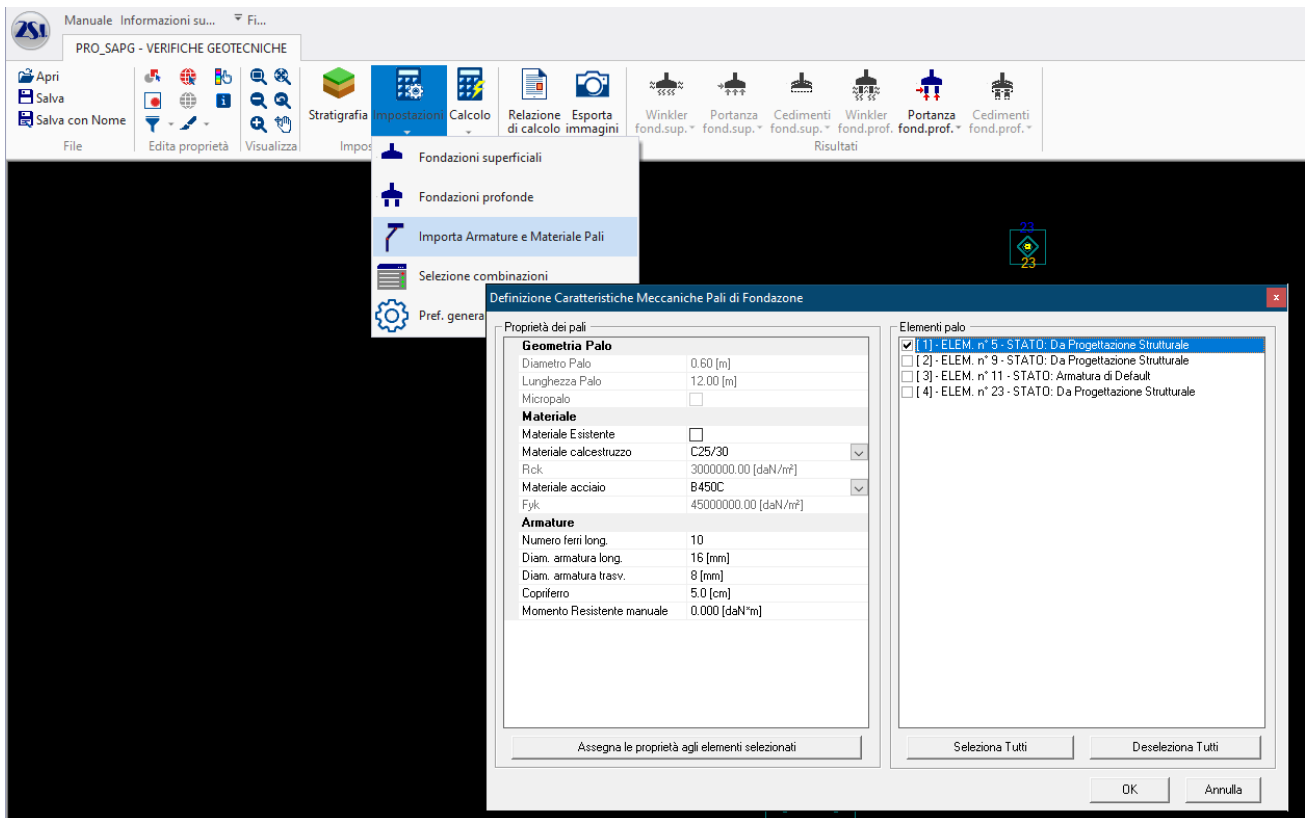 2SI
Manuale Informazioni su... Fi...
PRO_SAPG - VERIFICHE GEOTECNICHE
Apri
Salva
Salva con Nome
File
Edita proprietà
Visualizza
Stratigrafia
Impostazioni
Calcolo
Impos
Relazione di calcolo
Esporta immagini
Winkler fond.sup.
Portanza fond.sup.
Cedimenti fond.sup.
Winkler fond.prof.
Portanza fond.prof.
Cedimenti fond.prof.
Risultati
Fondazioni superficiali
Fondazioni profonde
Importa Armature e Materiale Pali
Selezione combinazioni
Pref. genera
23
23
Definizione Caratteristiche Meccaniche Pali di Fondazone
x
Proprietà dei pali
Geometria Palo
Diametro Palo 0.60 [m]
Lunghezza Palo 12.00 [m]
Micropalo
Materiale
Materiale Esistente
Materiale calcestruzzo C25/30
Rck 3000000.00 [daN/m²]
Materiale acciaio B450C
Fyk 45000000.00 [daN/m²]
Armature
Numero ferri long. 10
Diam. armatura long. 16 [mm]
Diam. armatura trasv. 8 [mm]
Copriferro 5.0 [cm]
Momento Resistente manuale 0.000 [daN*m]
Assegna le proprietà agli elementi selezionati
Elementi palo
[ 1] - ELEM. n° 5 - STATO: Da Progettazione Strutturale
[ 2] - ELEM. n° 9 - STATO: Da Progettazione Strutturale
[ 3] - ELEM. n° 11 - STATO: Armatura di Default
[ 4] - ELEM. n° 23 - STATO: Da Progettazione Strutturale
Seleziona Tutti
Deseleziona Tutti
OK
Annulla